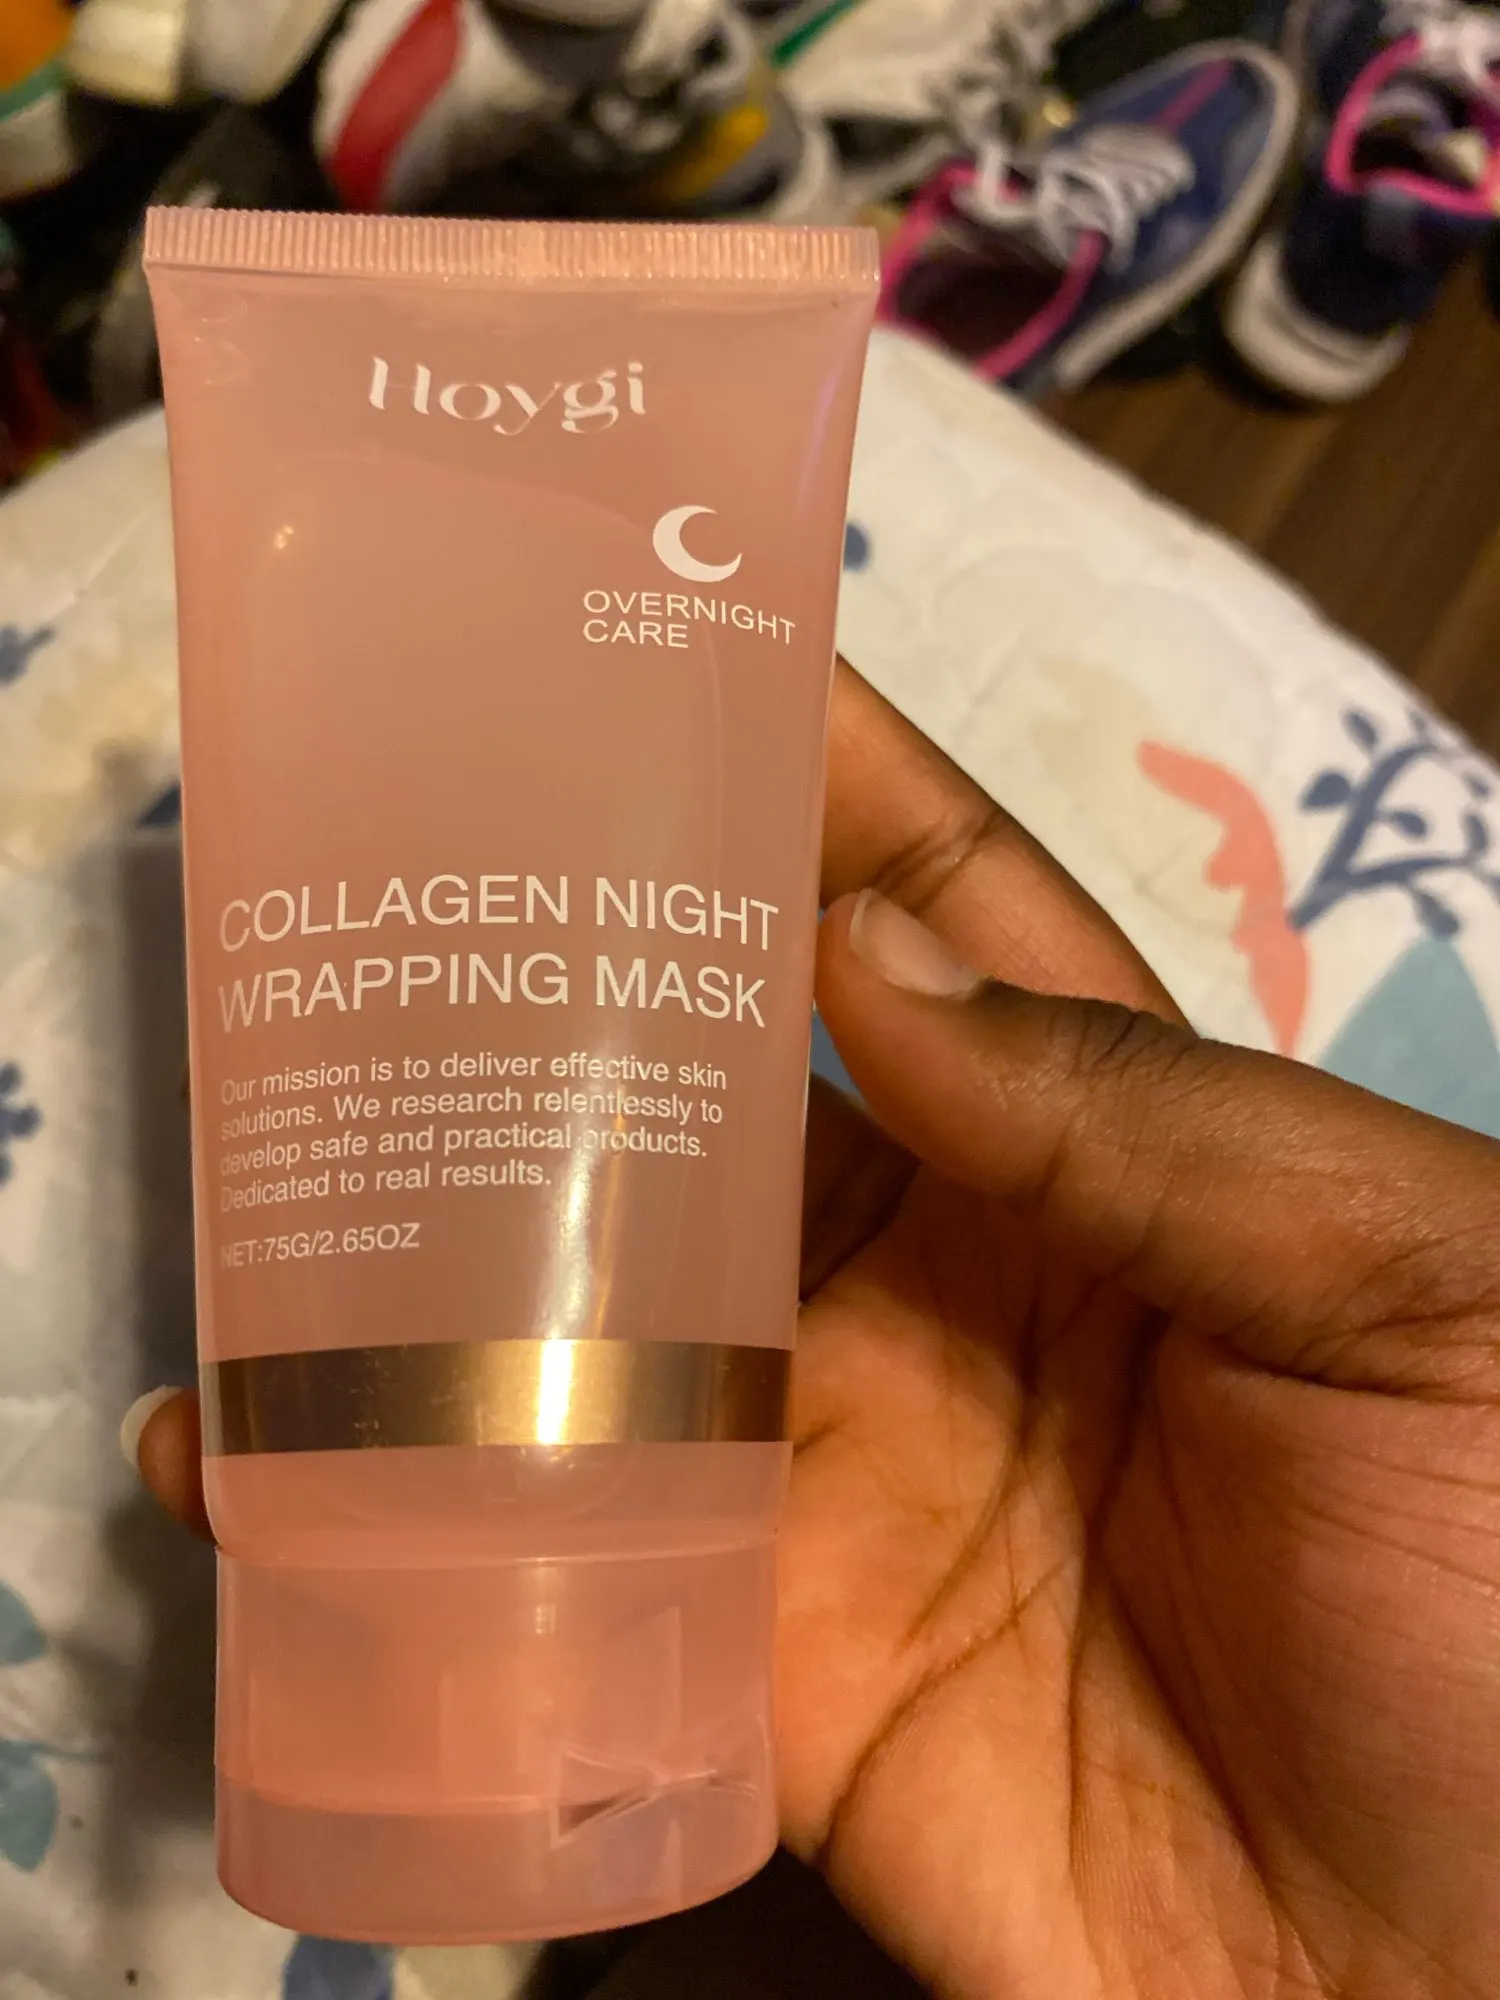 Hoygi
OVERNIGHT
CARE
COLLAGEN NIGHT
WRAPPING MASK
Our mission is to deliver effective skin
solutions. We research relentlessly to
develop safe and practical products.
Dedicated to real results.
NET:75G/2.65OZ